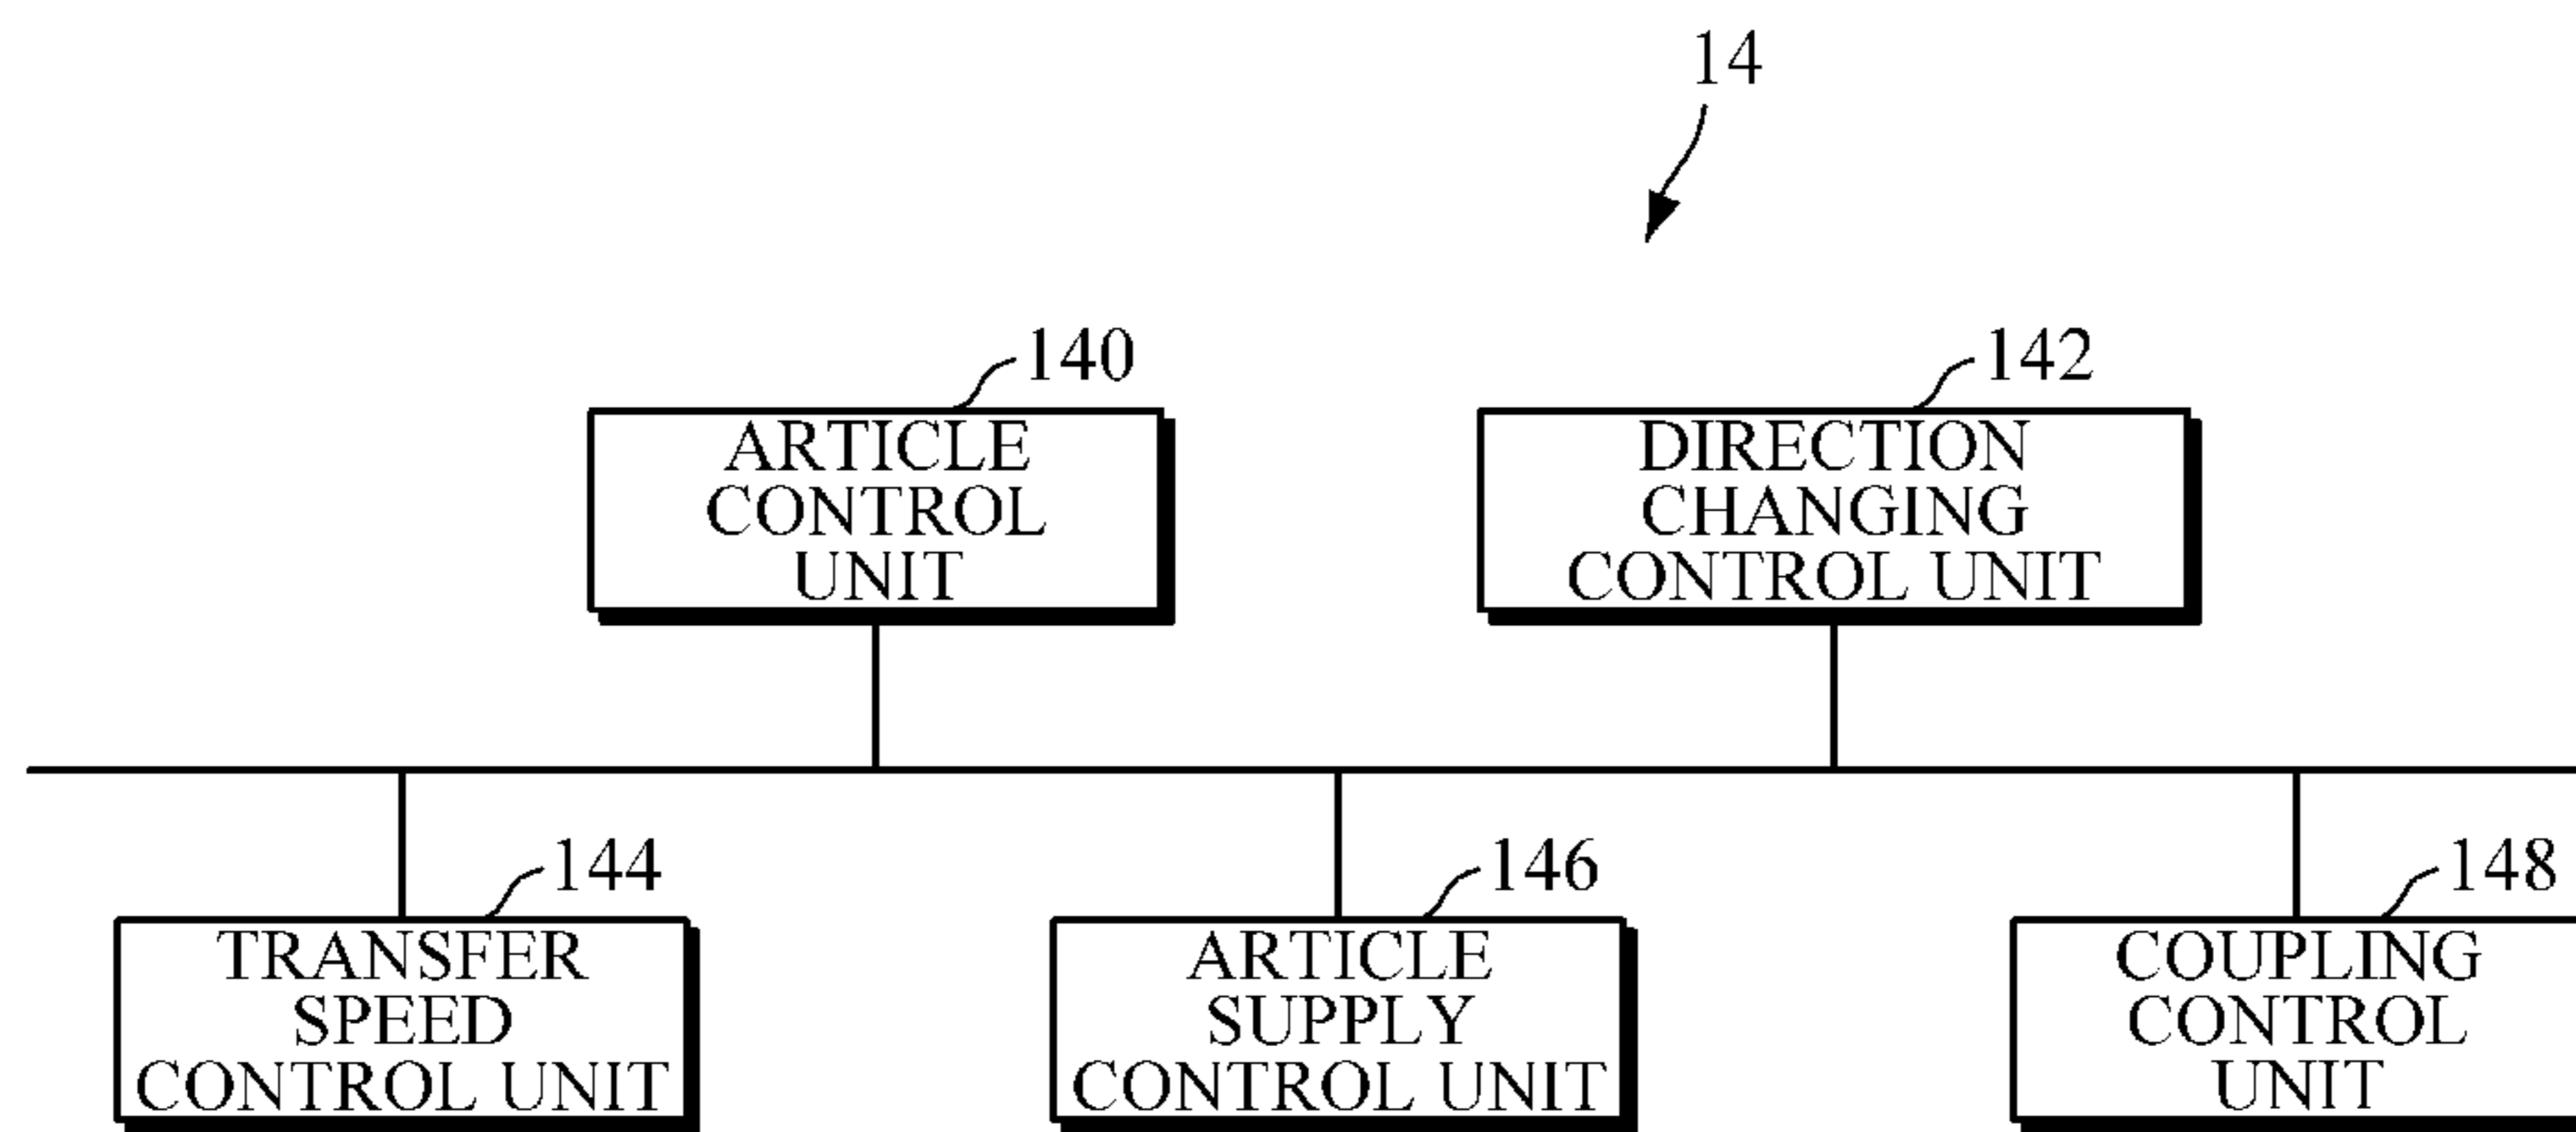 14
140
142
ARTICLE
CONTROL
UNIT
DIRECTION
CHANGING
CONTROL UNIT
144
146
148
TRANSFER
SPEED
CONTROL UNIT
ARTICLE
SUPPLY
CONTROL UNIT
COUPLING
CONTROL
UNIT